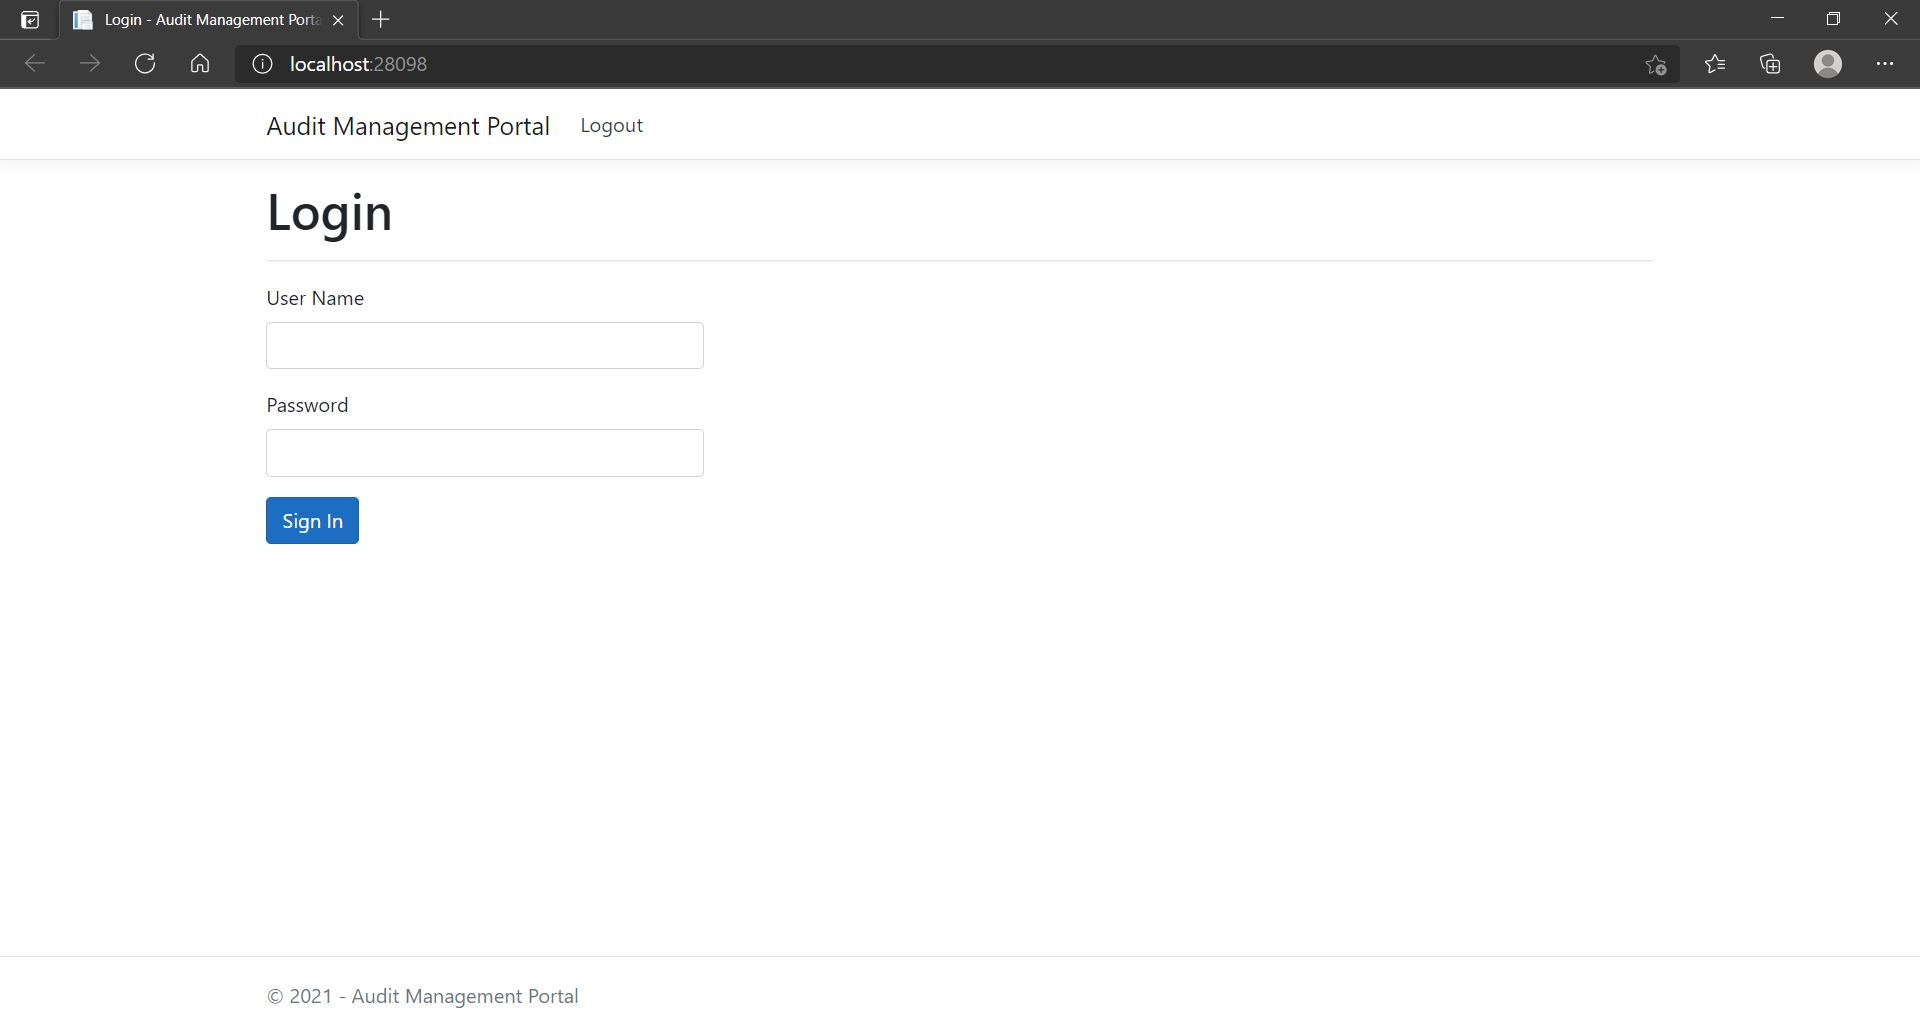 Login - Audit Management Porta
localhost:28098
Audit Management Portal Logout
Login
User Name
Password
Sign In
© 2021 - Audit Management Portal